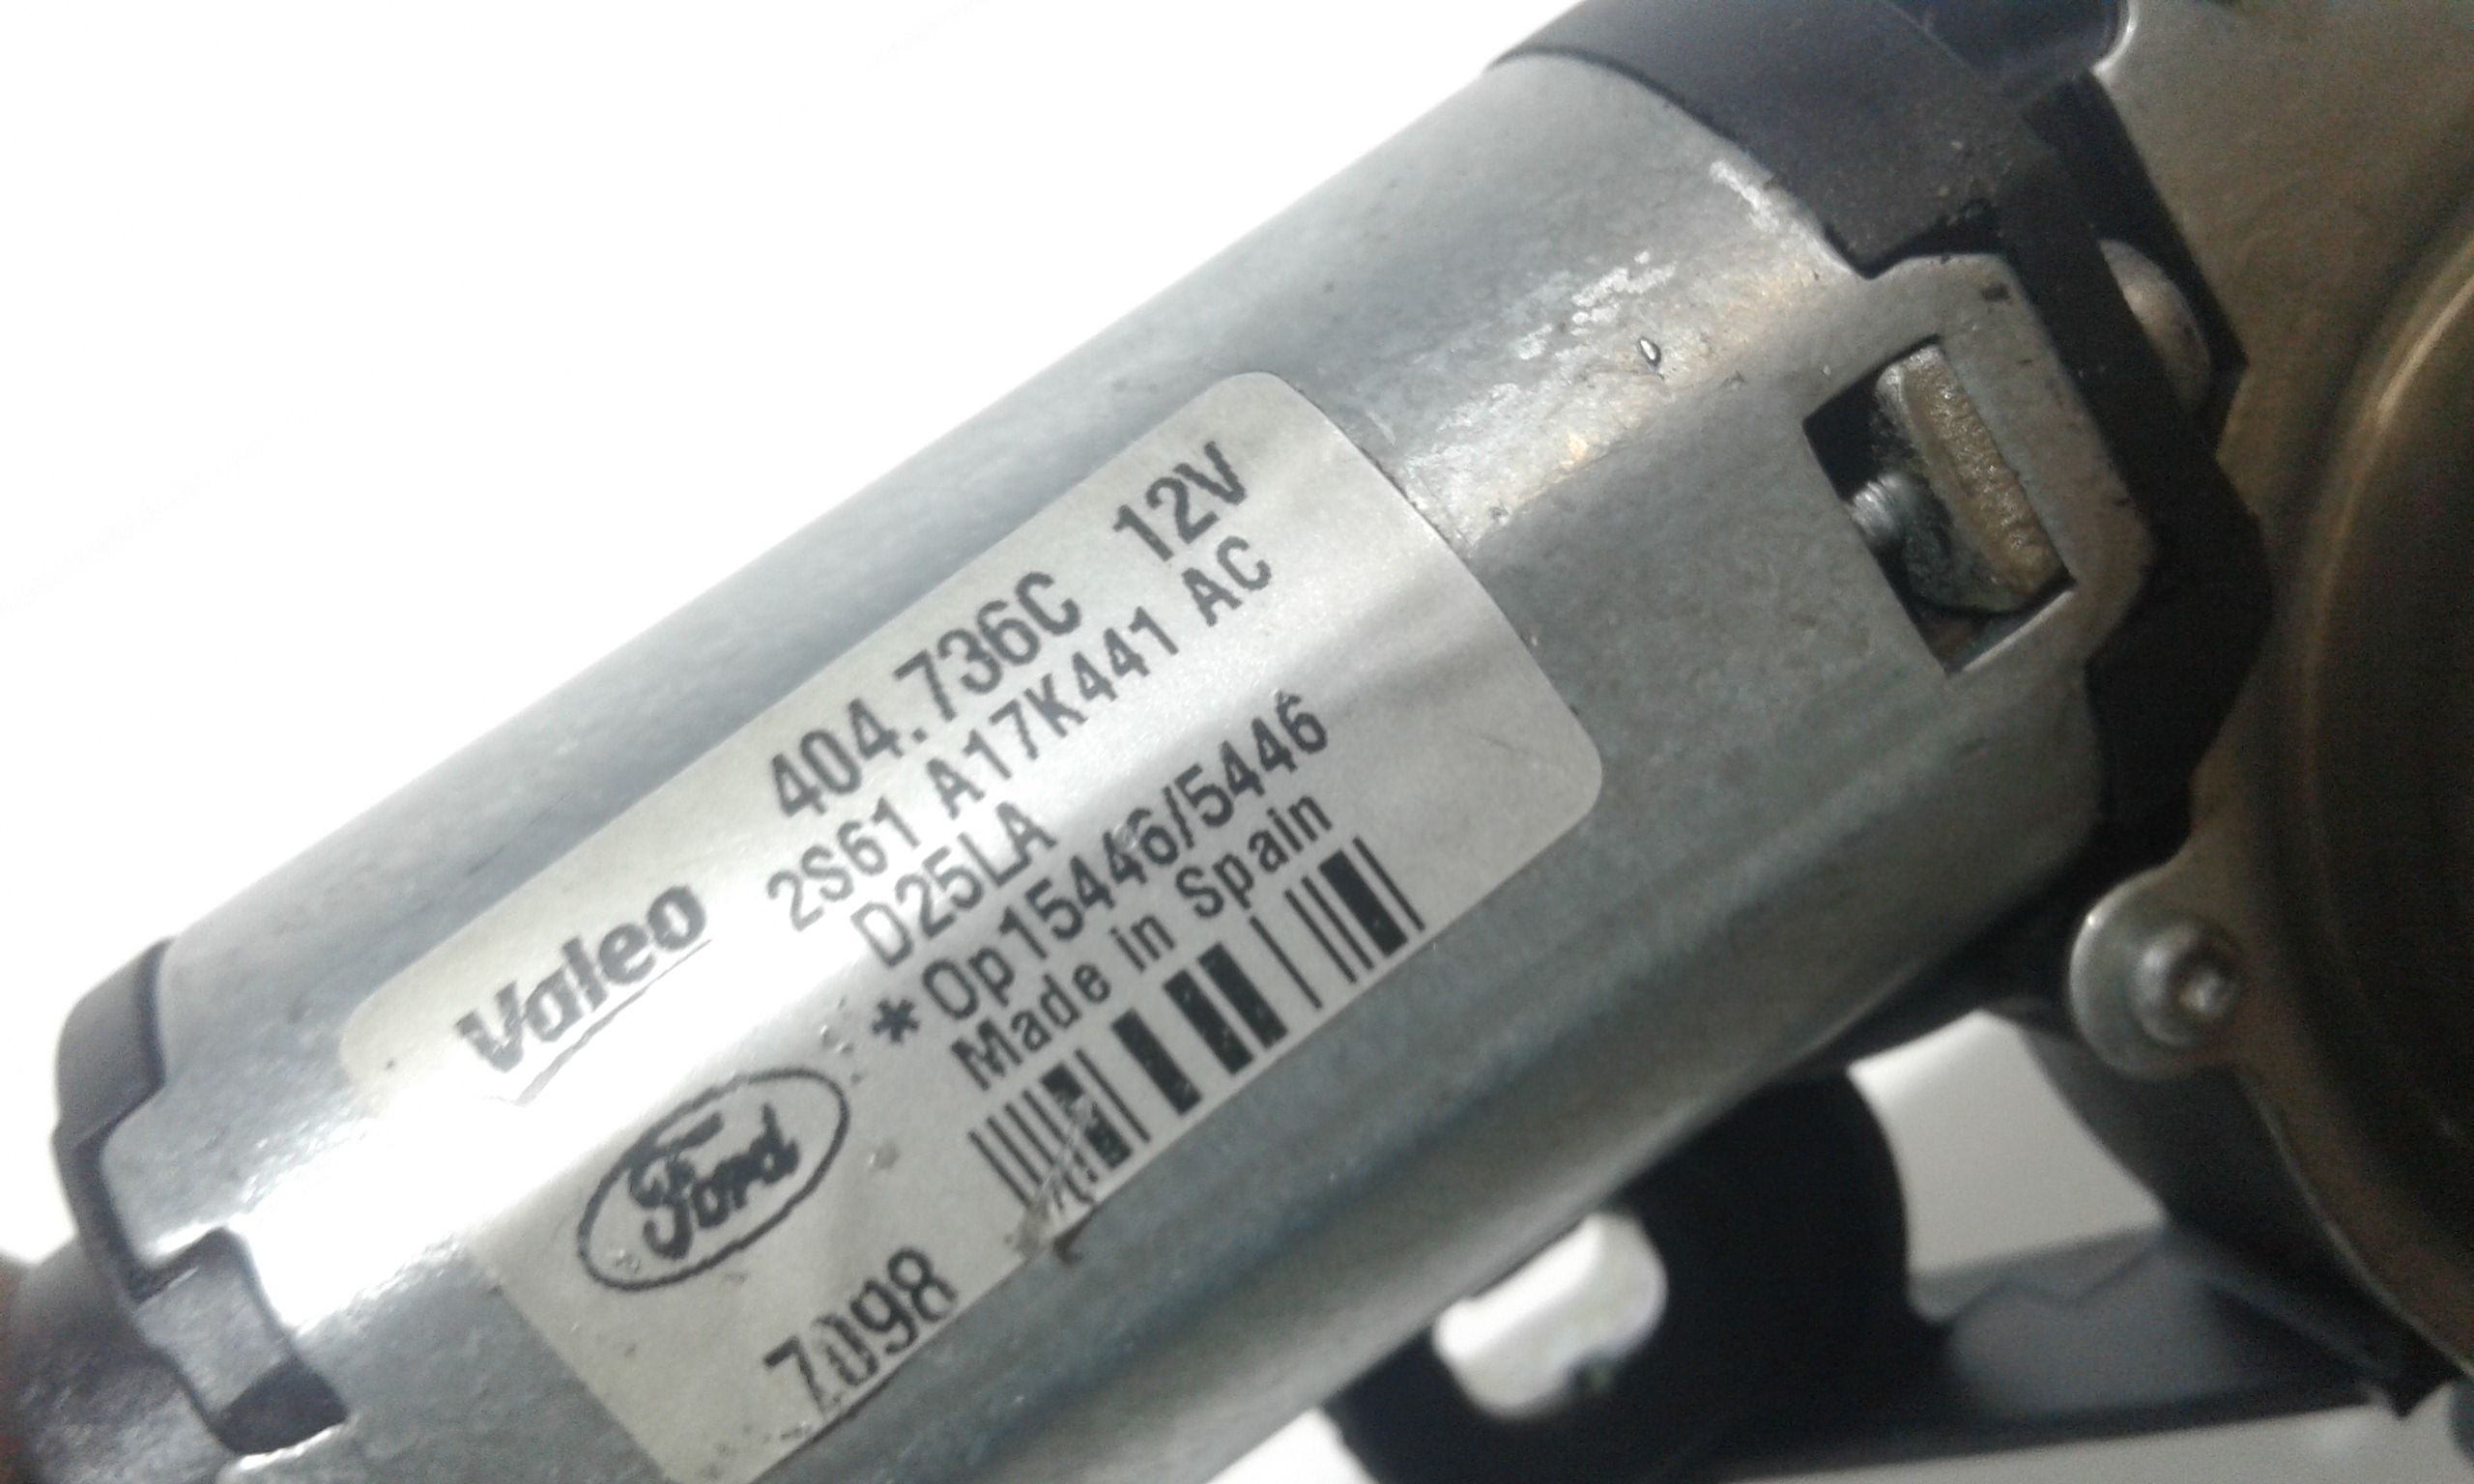 Valeo 404.736C 12V
2S61 A17K441 AC
D25LA
Ford *Op15446/5446
Made in Spain
7098